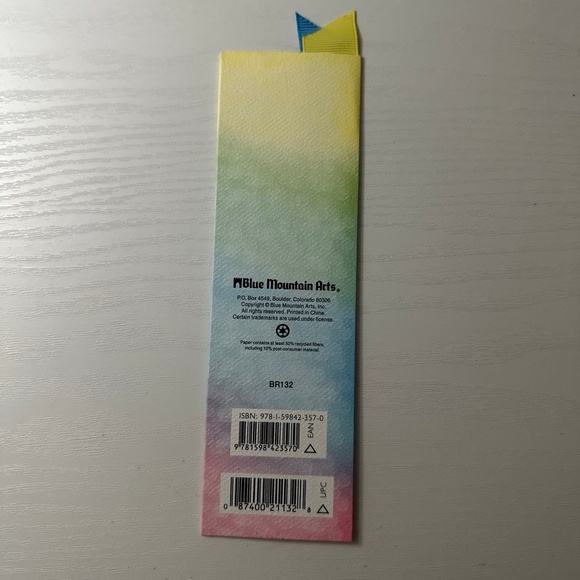 Blue Mountain Arts®
P.O. Box 4549, Boulder, Colorado 80306
Copyright © Blue Mountain Arts, Inc.
All rights reserved. Printed in China.
Certain trademarks are used under license.
Paper contains at least 50% recycled fibers,
including 10% post-consumer material.
BR132
ISBN: 978-1-59842-357-0
EAN
9 781598 423570
UPC
0 87400 21132 8